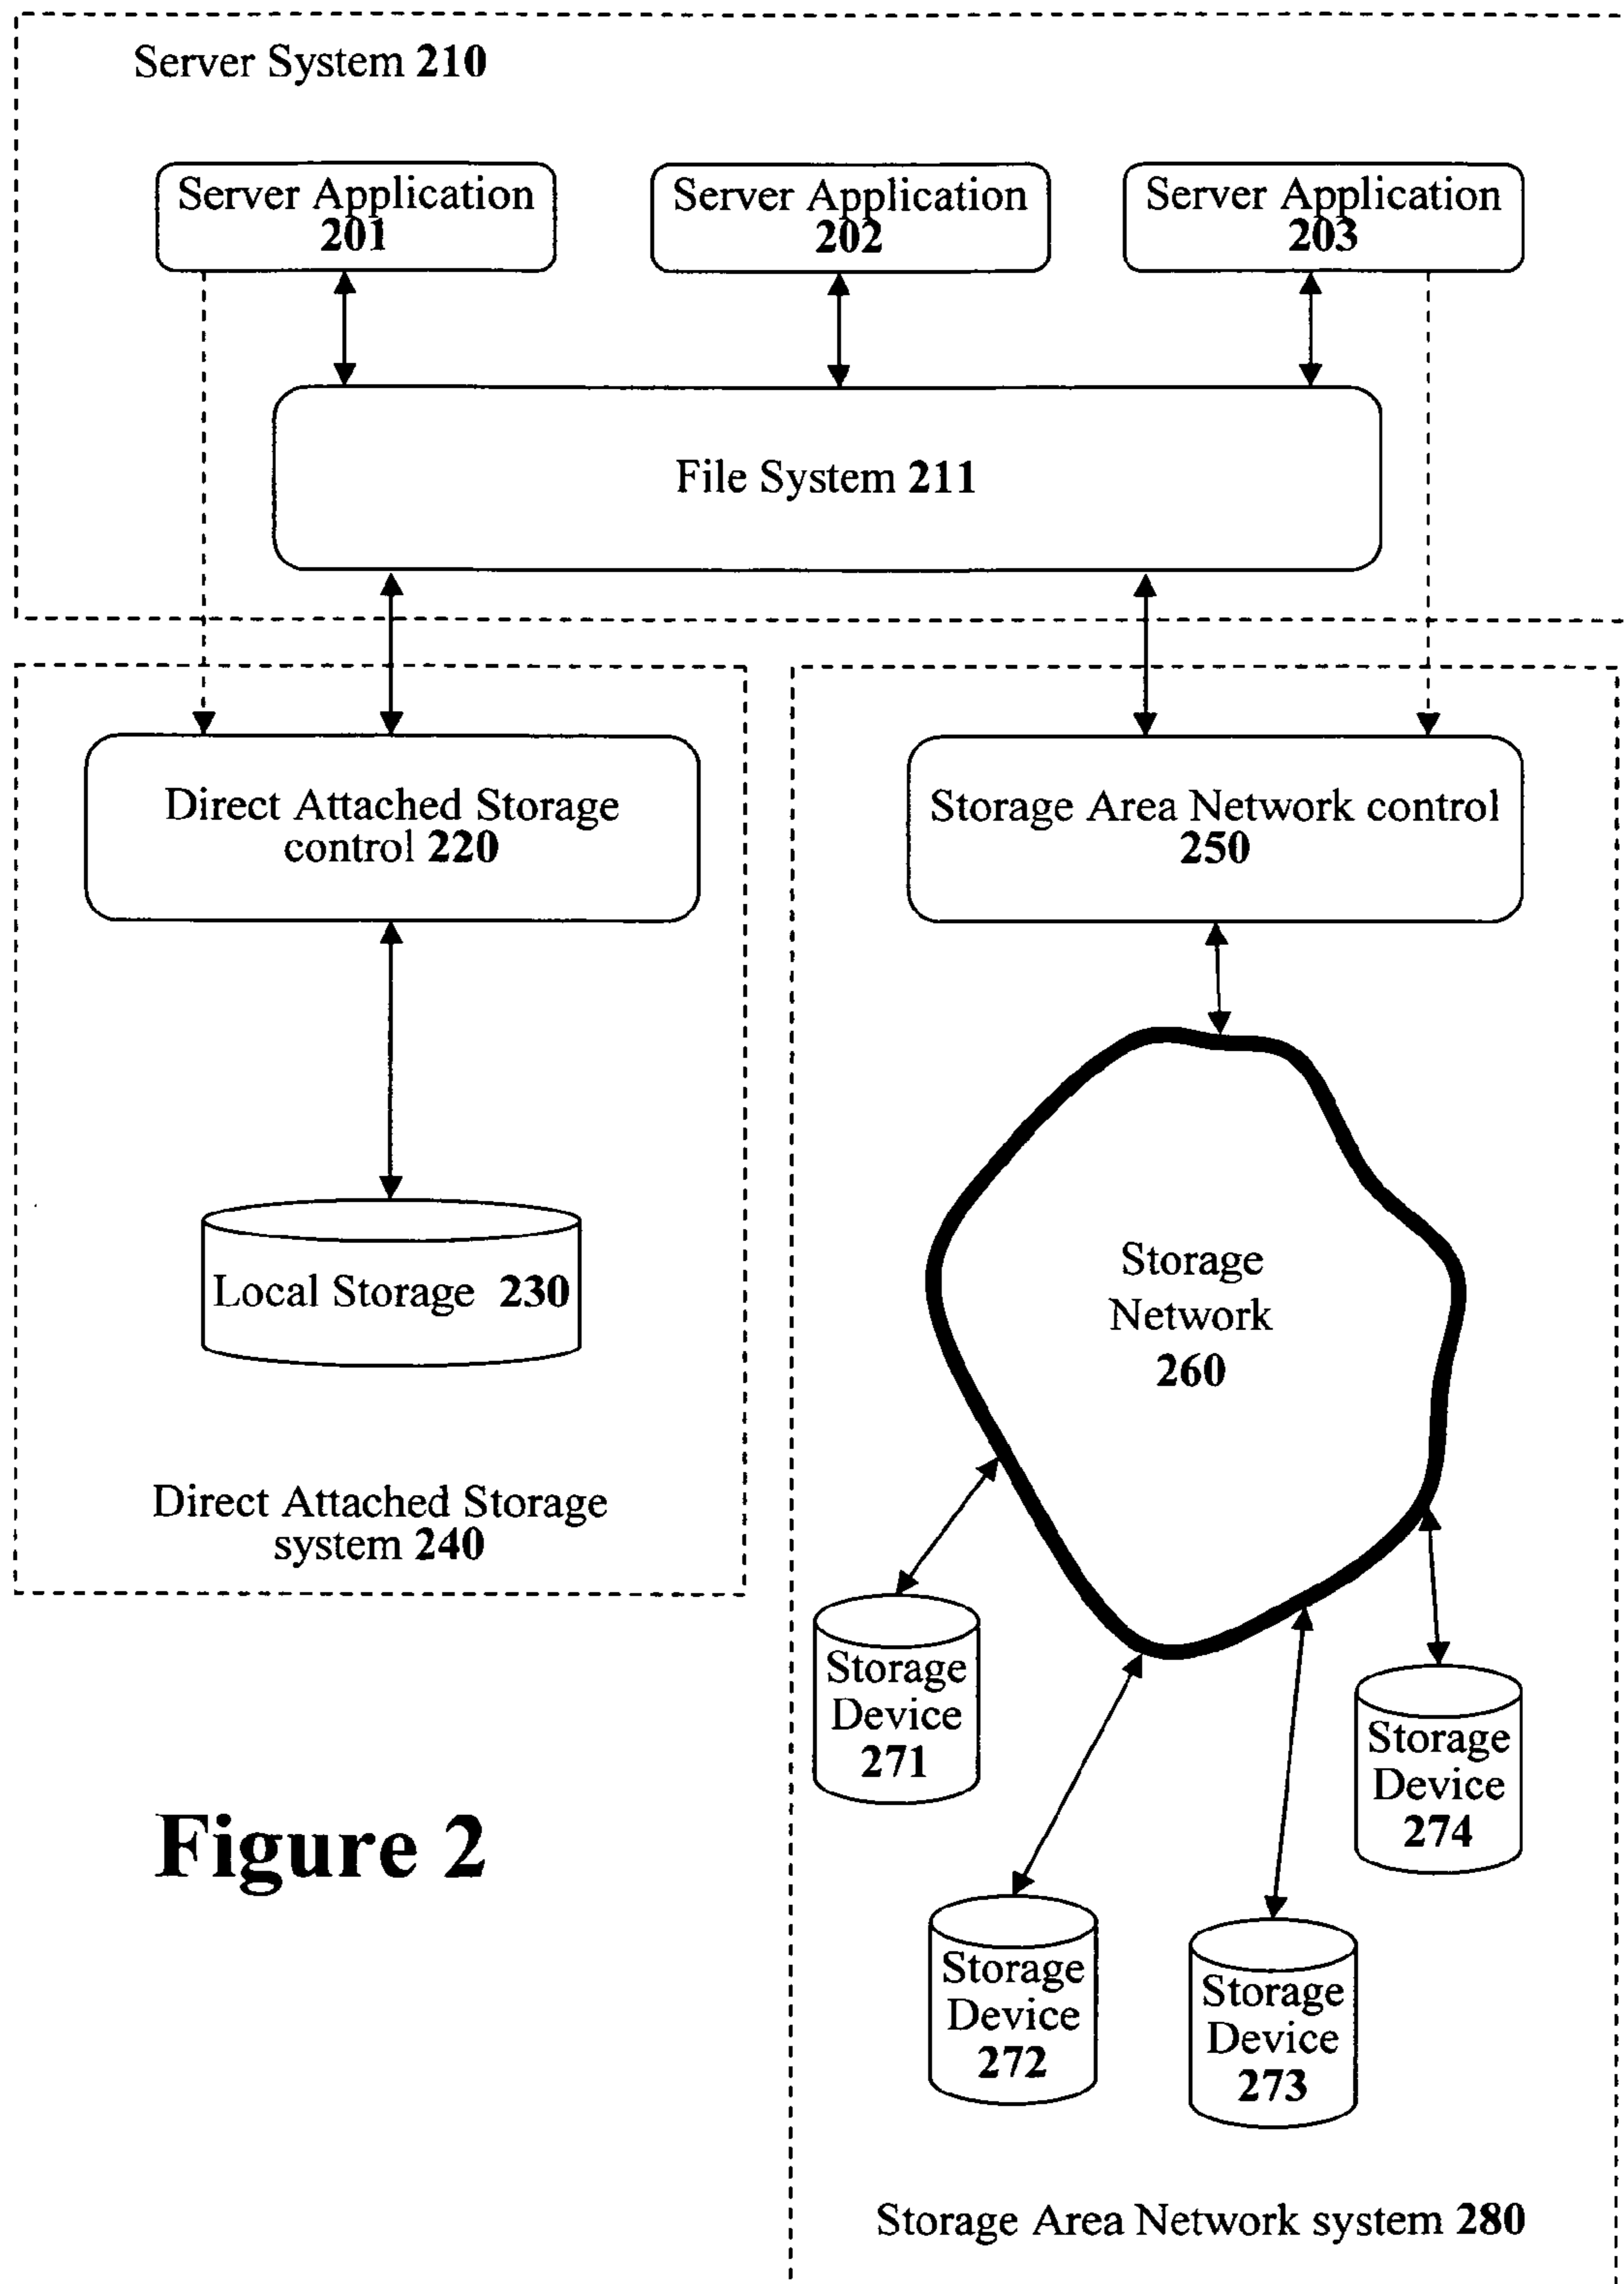 Server System 210
Server Application
201
Server Application
202
Server Application
203
File System 211
Direct Attached Storage
control 220
Storage Area Network control
250
Local Storage 230
Storage
Network
260
Direct Attached Storage
system 240
Storage
Device
271
Storage
Device
274
Figure 2
Storage
Device
272
Storage
Device
273
Storage Area Network system 280